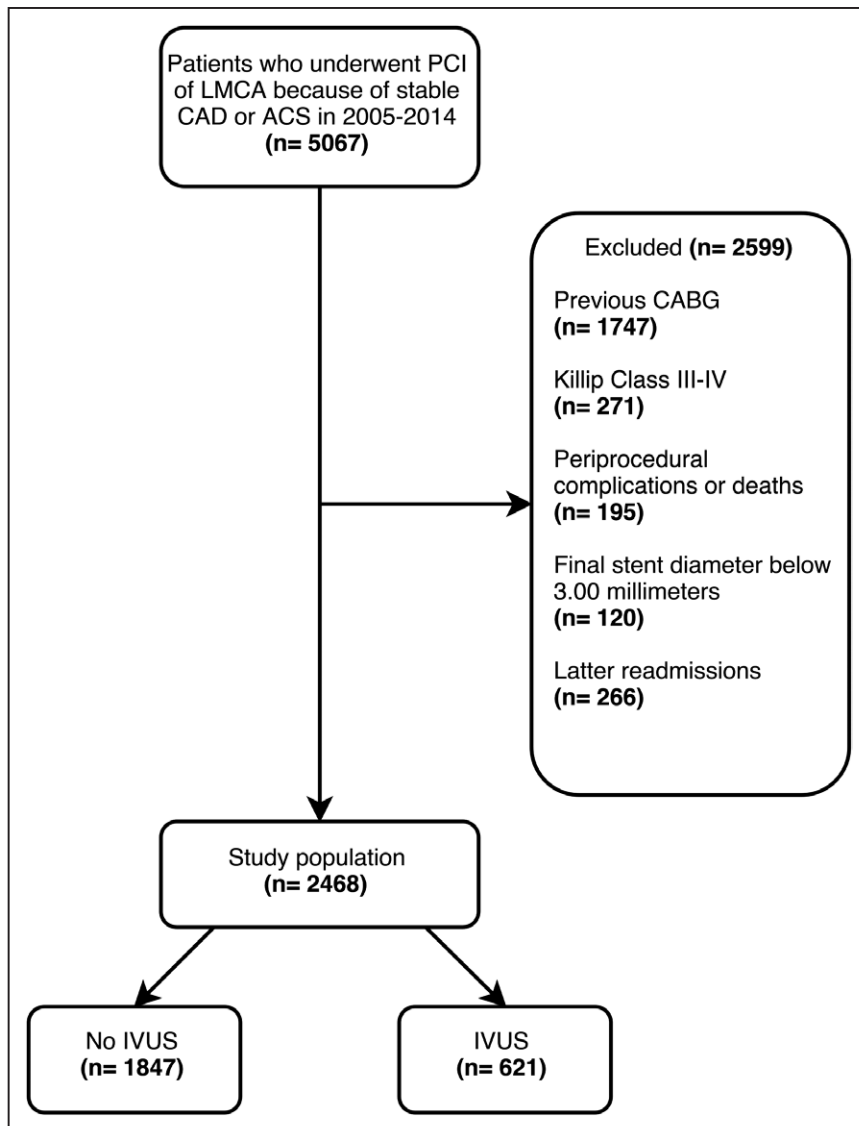 Patients who underwent PCI
of LMCA because of stable
CAD or ACS in 2005-2014
(n= 5067)
Excluded (n= 2599)
Previous CABG
(n= 1747)
Killip Class III-IV
(n= 271)
Periprocedural
complications or deaths
(n= 195)
Final stent diameter below
3.00 millimeters
(n= 120)
Latter readmissions
(n= 266)
Study population
(n= 2468)
No IVUS
(n= 1847)
IVUS
(n= 621)